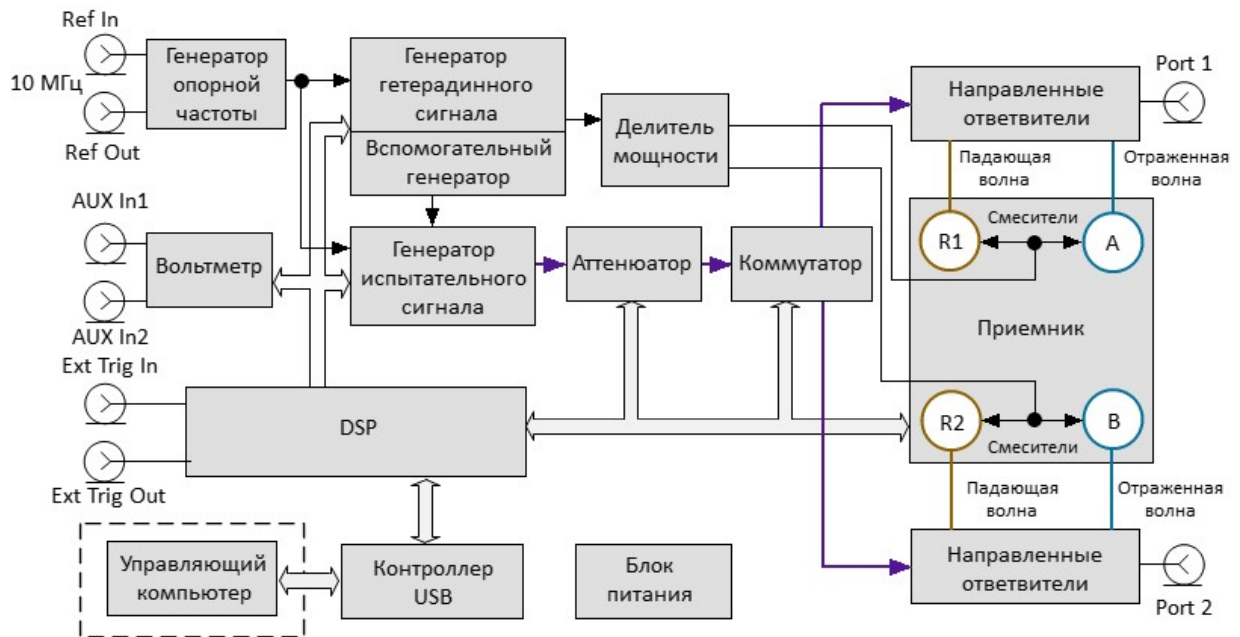 Ref In
10 МГц
Ref Out
Генератор
опорной
частоты
Генератор
гетерадинного
сигнала
Вспомогательный
генератор
Делитель
мощности
Направленные
ответвители
Port 1
Падающая
волна
Отраженная
волна
AUX In1
AUX In2
Вольтметр
Генератор
испытательного
сигнала
Аттенюатор
Коммутатор
R1
Смесители
A
Приемник
Ext Trig In
Ext Trig Out
DSP
R2
Смесители
B
Падающая
волна
Отраженная
волна
Управляющий
компьютер
Контроллер
USB
Блок
питания
Направленные
ответвители
Port 2